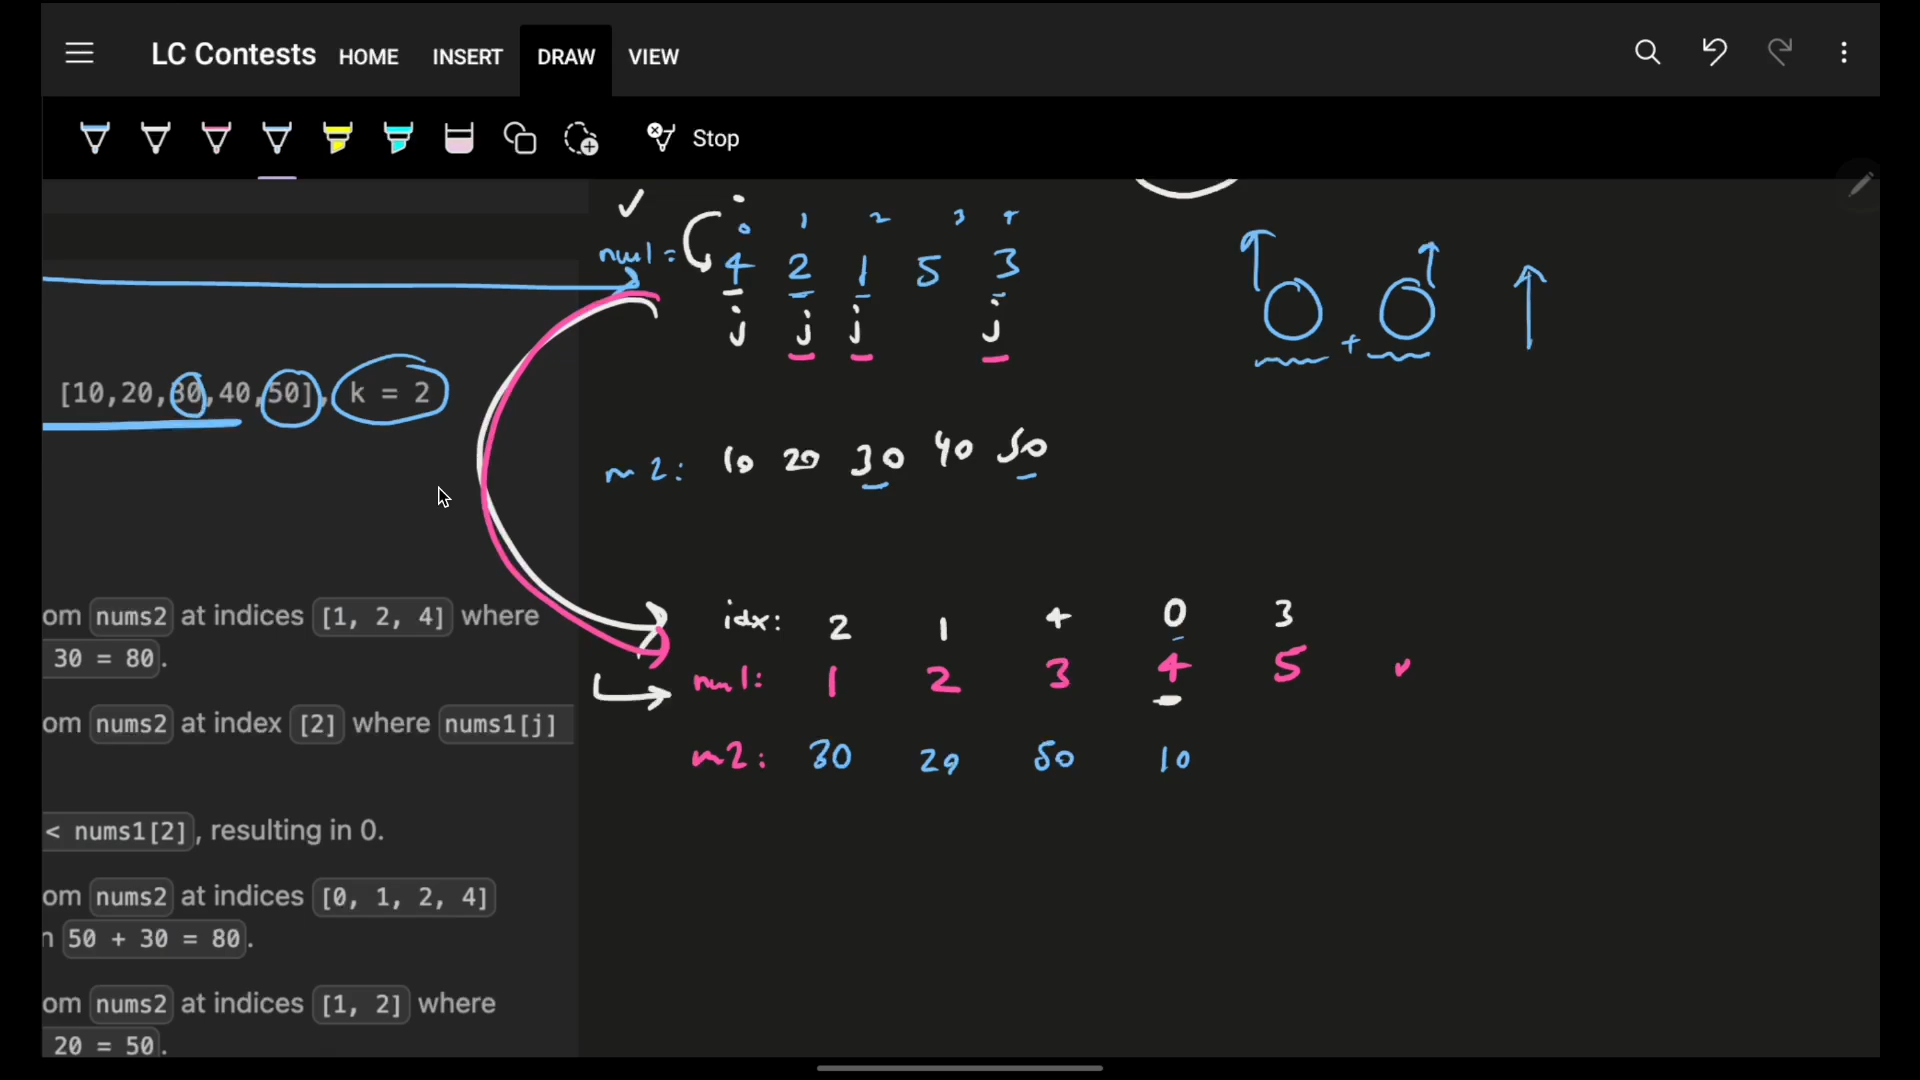 LC Contests HOME INSERT DRAW VIEW
Stop
0 1 2 3 4
num1 = 4 2 1 5 3
j j j j
[10,20,30,40,50], k = 2
+
n2: 10 20 30 40 50
om nums2 at indices [1, 2, 4] where
30 = 80.
om nums2 at index [2] where nums1[j]
< nums1[2], resulting in 0.
om nums2 at indices [0, 1, 2, 4]
n 50 + 30 = 80.
om nums2 at indices [1, 2] where
20 = 50.
idx: 2 1 4 0 3
num1: 1 2 3 4 5
n2: 30 20 50 10